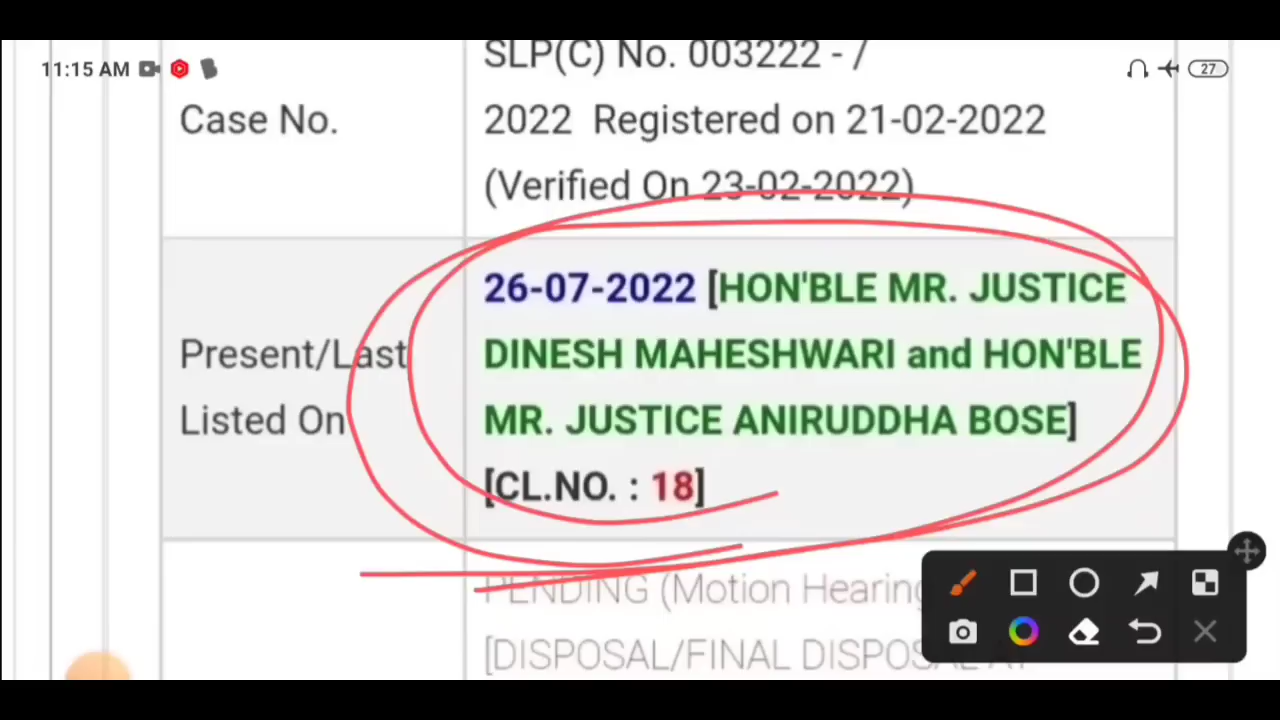 SLP(C) No. 003222 - /
11:15 AM
27
Case No.
2022 Registered on 21-02-2022
(Verified On 23-02-2022)
26-07-2022 [HON'BLE MR. JUSTICE
Present/Last
DINESH MAHESHWARI and HON'BLE
Listed On
MR. JUSTICE ANIRUDDHA BOSE]
[CL.NO. : 18]
PENDING (Motion Hearing
[DISPOSAL/FINAL DISPOSAL AT